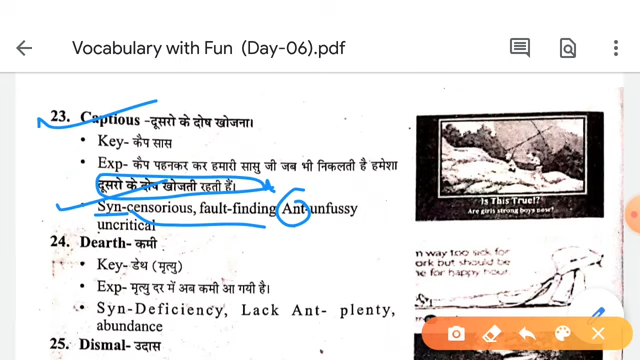 Vocabulary with Fun (Day-06).pdf
23. Captious -दूसरो के दोष खोजना।
• Key- कैप सास
• Exp- कैप पहनकर कर हमारी सासु जी जब भी निकलती है हमेशा
दूसरो के दोष खोजती रहती हैं।
Syn-censorious, fault-finding Ant-unfussy
uncritical
24. Dearth- कमी
• Key- डेथ (मृत्यु)
• Exp- मृत्यु दर में अब कमी आ गयी है।
• Syn-Deficiency, Lack Ant- plenty,
abundance
25. Dismal- उदास
Is This True!?
Are girls strong boys now?
n way too sick for
ork but should be
ne for happy hour